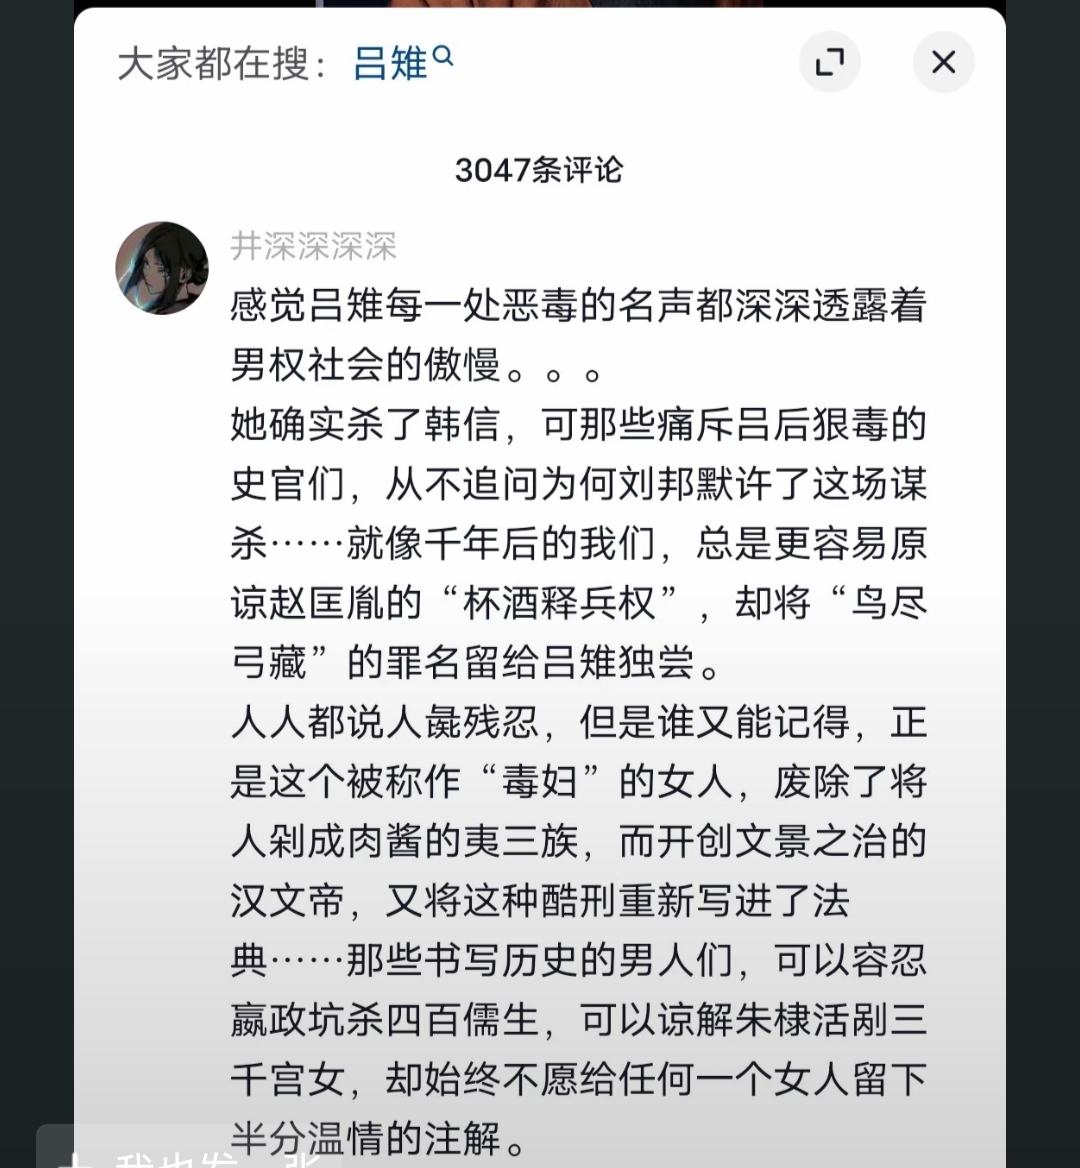 大家都在搜：吕雉
3047条评论
井深深深深
感觉吕雉每一处恶毒的名声都深深透露着
男权社会的傲慢。。。
她确实杀了韩信，可那些痛斥吕后狠毒的
史官们，从不追问为何刘邦默许了这场谋
杀……就像千年后的我们，总是更容易原
谅赵匡胤的“杯酒释兵权”，却将“鸟尽
弓藏”的罪名留给吕雉独尝。
人人都说人彘残忍，但是谁又能记得，正
是这个被称作“毒妇”的女人，废除了将
人剁成肉酱的夷三族，而开创文景之治的
汉文帝，又将这种酷刑重新写进了法
典……那些书写历史的男人们，可以容忍
嬴政坑杀四百儒生，可以谅解朱棣活剐三
千宫女，却始终不愿给任何一个女人留下
半分温情的注解。